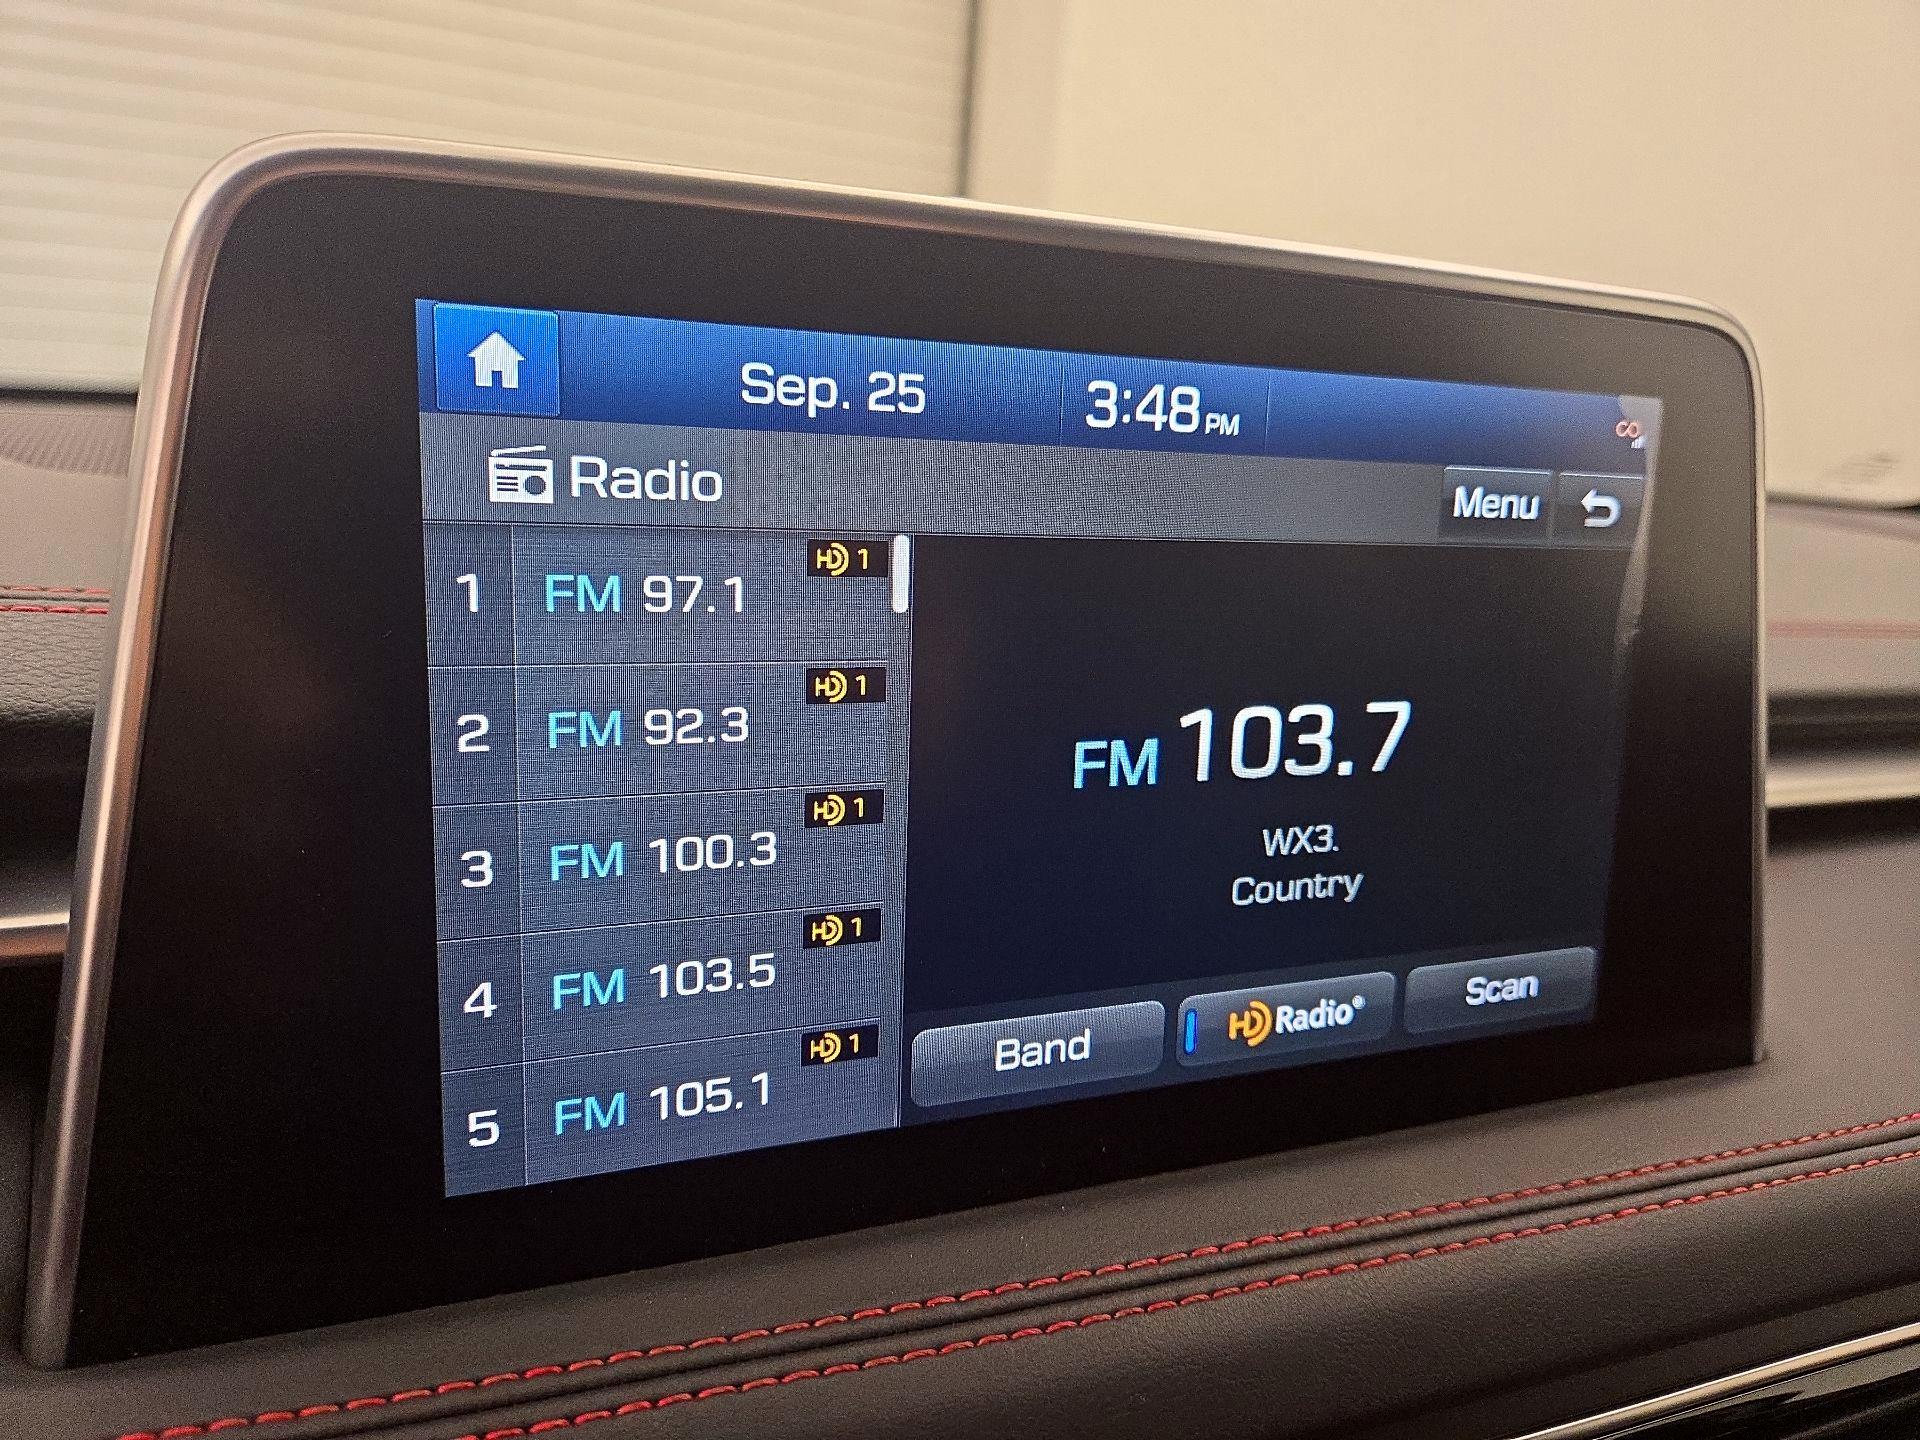 Sep. 25
3:48 PM
Radio
Menu
1 FM 97.1 HD 1
2 FM 92.3 HD 1
3 FM 100.3 HD 1
4 FM 103.5 HD 1
5 FM 105.1 HD 1
FM 103.7
WX3.
Country
Band
HD Radio®
Scan